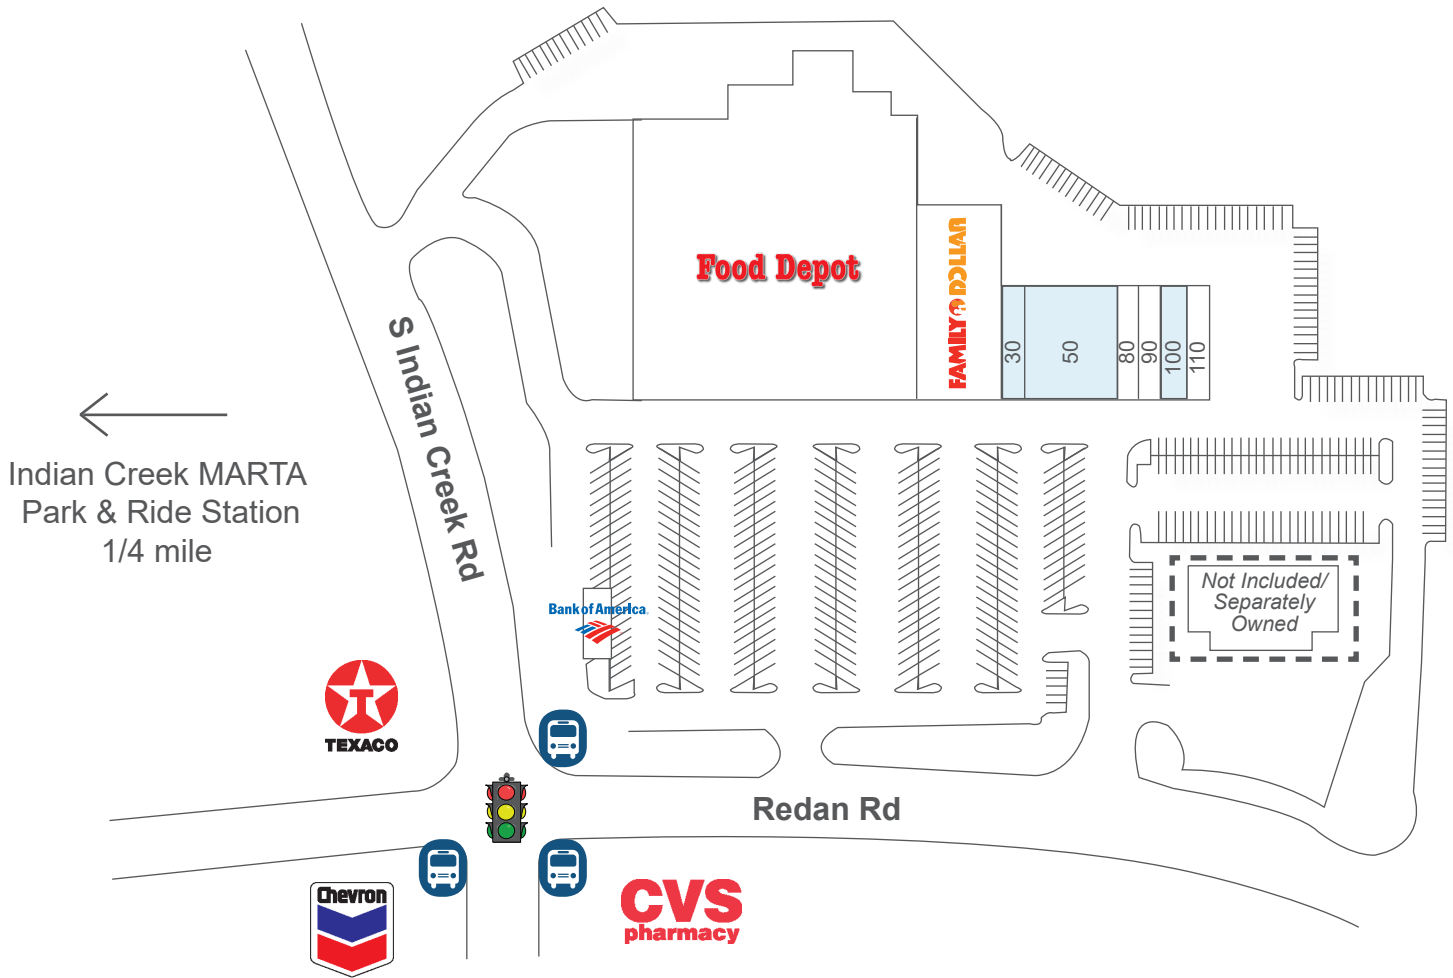 Food Depot
FAMILY DOLLAR
30
50
80
90
100
110
S Indian Creek Rd
Indian Creek MARTA
Park & Ride Station
1/4 mile
Not Included/
Separately
Owned
Bank of America
T
TEXACO
Redan Rd
Chevron
CVS
pharmacy